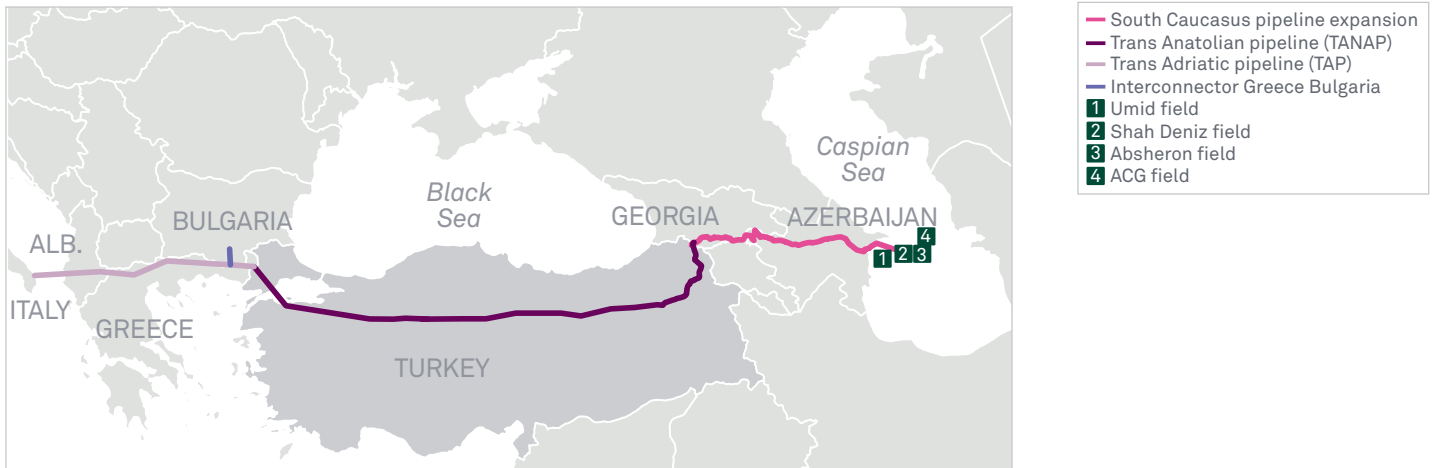 South Caucasus pipeline expansion
Trans Anatolian pipeline (TANAP)
Trans Adriatic pipeline (TAP)
Interconnector Greece Bulgaria
1 Umid field
2 Shah Deniz field
3 Absheron field
4 ACG field
Caspian
Sea
Black
Sea
BULGARIA
GEORGIA
AZERBAIJAN
ALB.
4
1
2
3
ITALY
GREECE
TURKEY